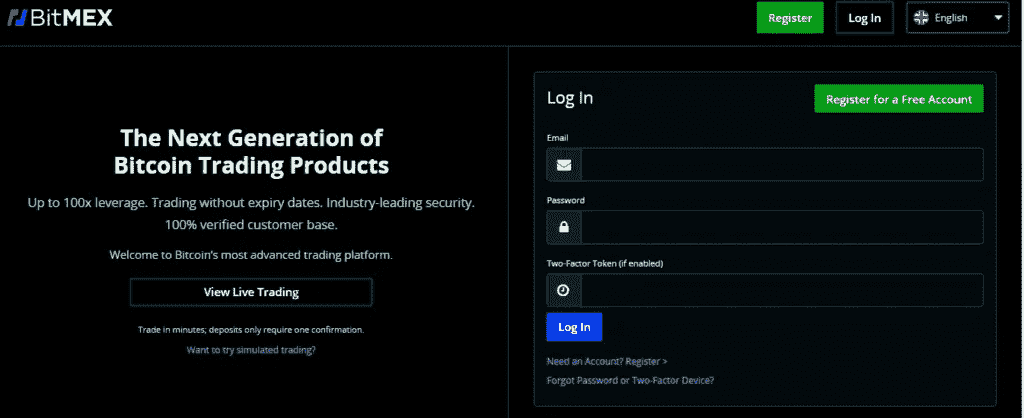 BitMEX
Register
Log In
English
The Next Generation of
Bitcoin Trading Products
Up to 100x leverage. Trading without expiry dates. Industry-leading security.
100% verified customer base.
Welcome to Bitcoin's most advanced trading platform.
View Live Trading
Trade in minutes; deposits only require one confirmation.
Want to try simulated trading?
Log In
Register for a Free Account
Email
Password
Two-Factor Token (if enabled)
Log In
Need an Account? Register >
Forgot Password or Two-Factor Device?